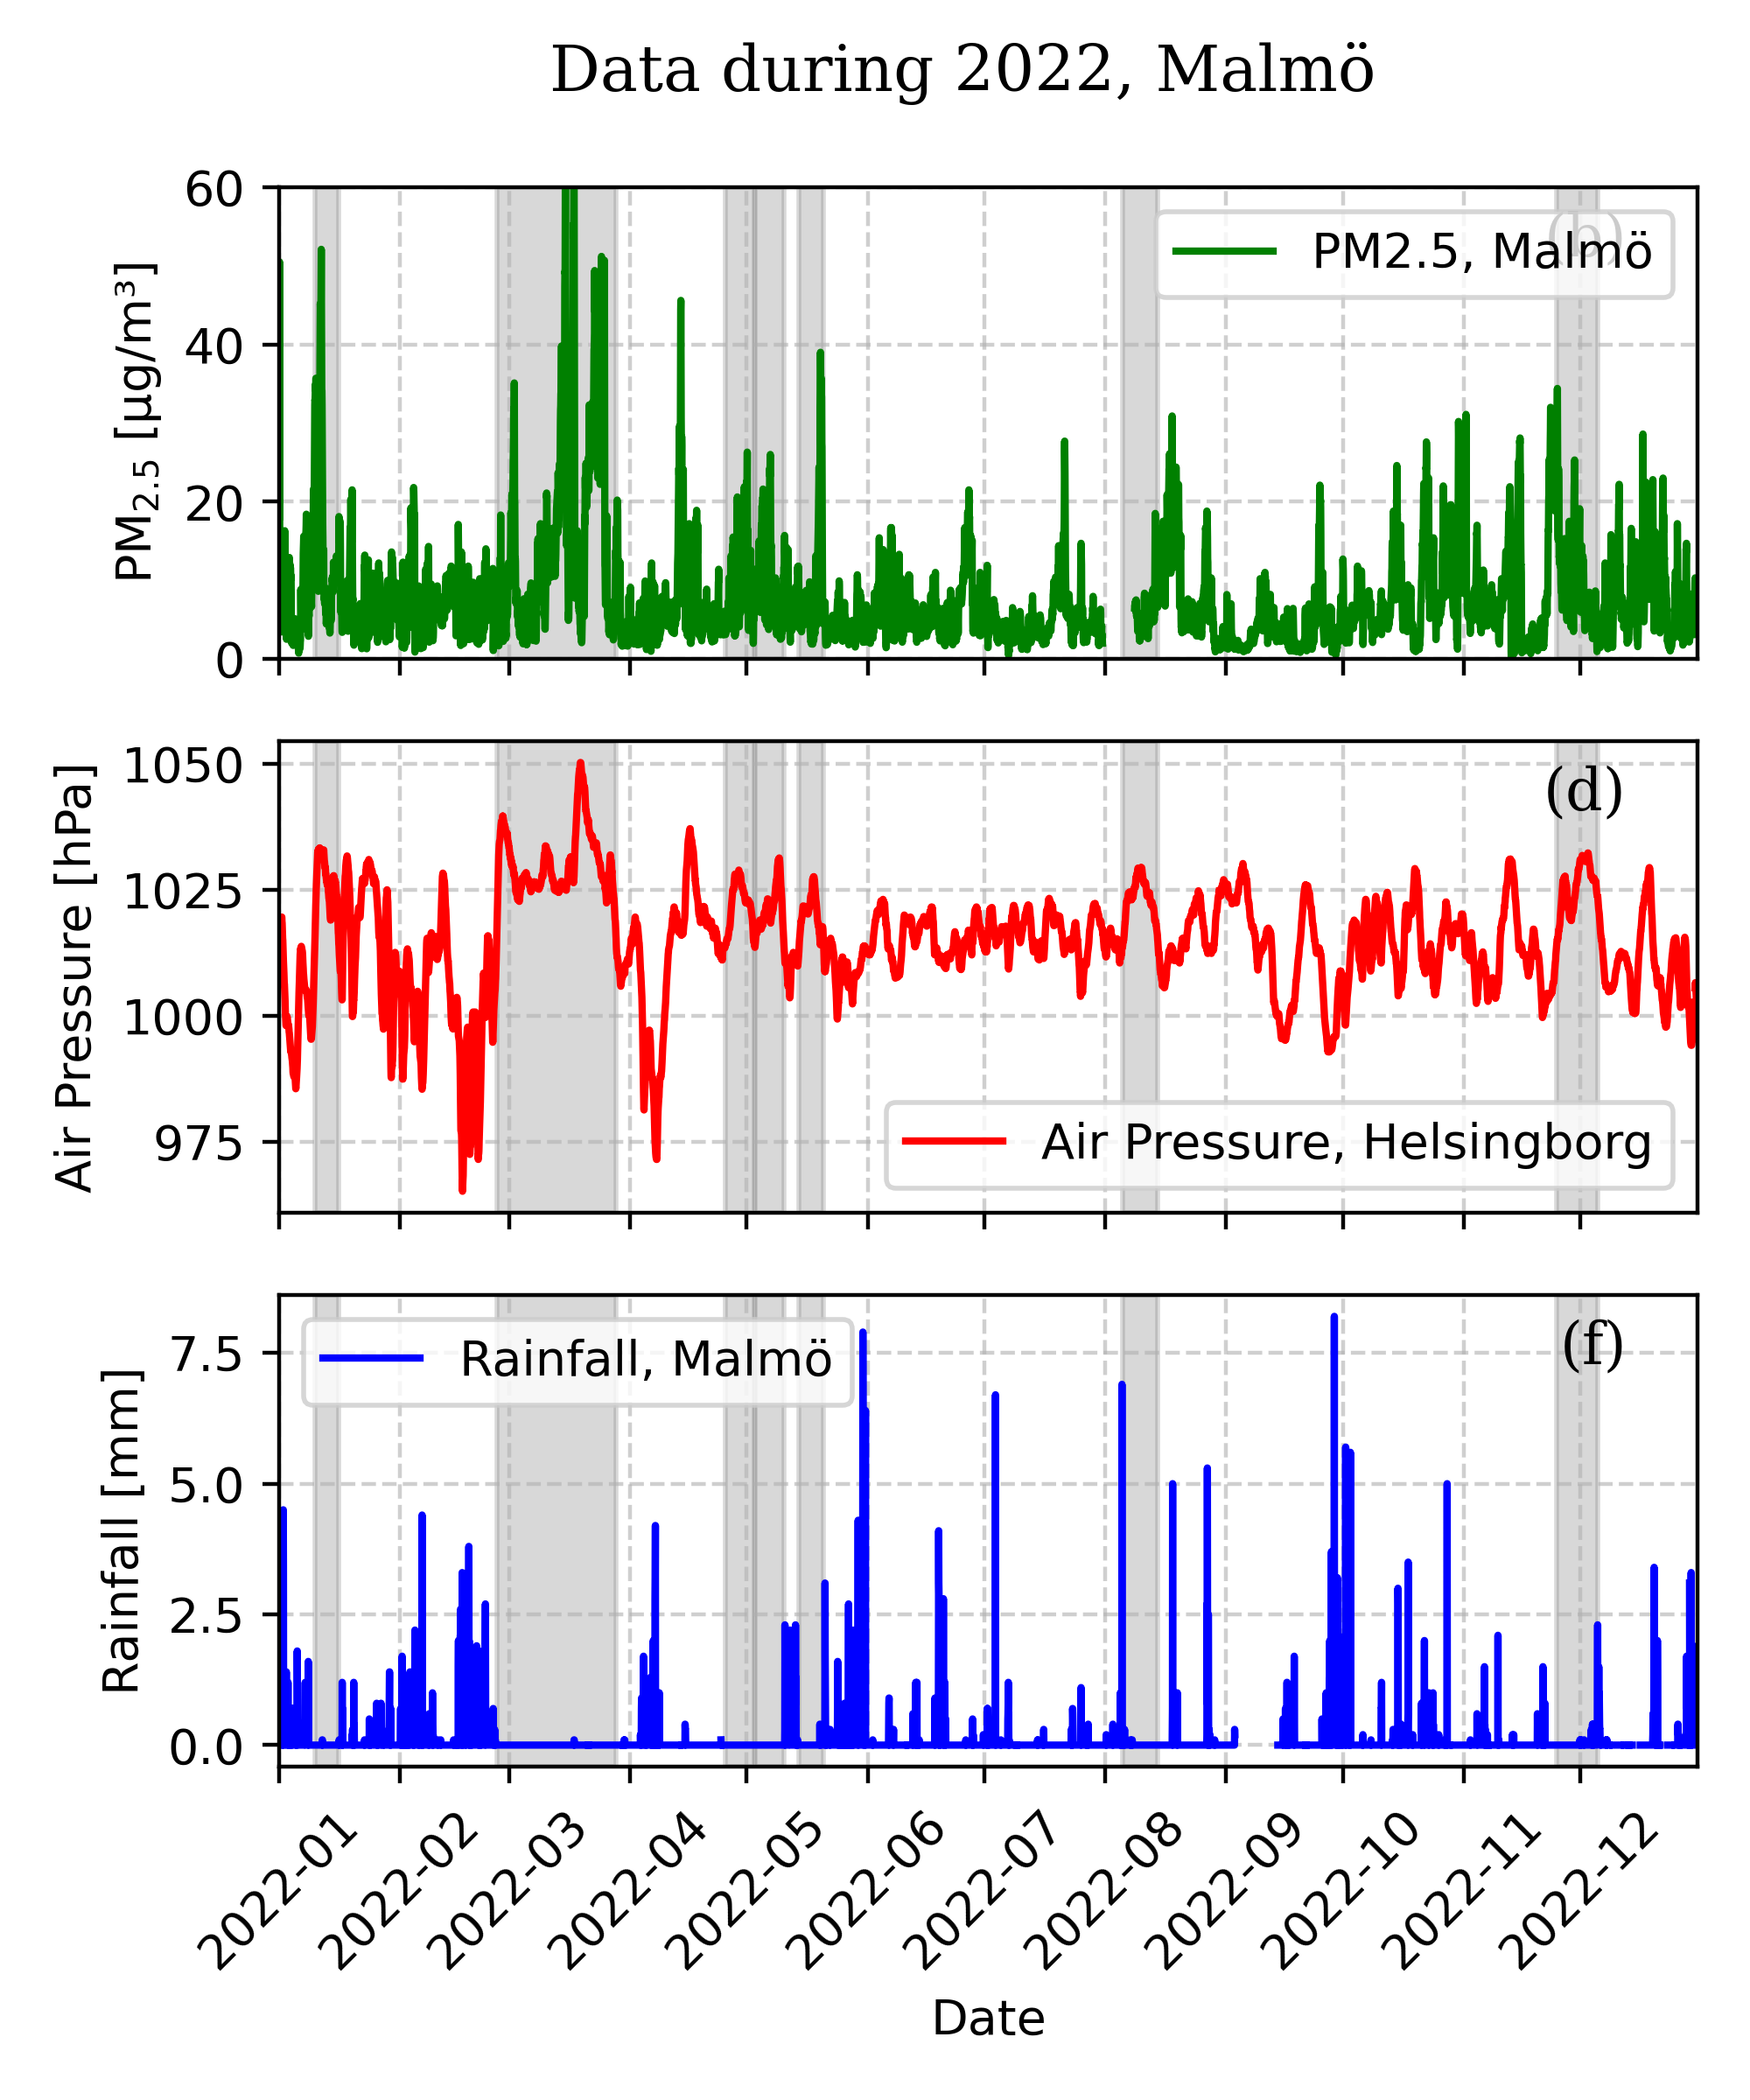 Data during 2022, Malmö
60
40
20
0
PM₂.₅ [µg/m³]
(b)
PM2.5, Malmö
1050
1025
1000
975
Air Pressure [hPa]
(d)
Air Pressure, Helsingborg
7.5
5.0
2.5
0.0
Rainfall [mm]
Rainfall, Malmö
(f)
2022-01
2022-02
2022-03
2022-04
2022-05
2022-06
2022-07
2022-08
2022-09
2022-10
2022-11
2022-12
Date